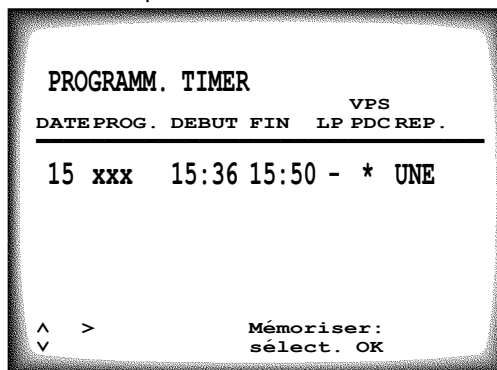 PROGRAMM. TIMER
VPS
DATE PROG. DEBUT FIN LP PDC REP.
15 xxx 15:36 15:50 - * UNE
^ > Mémoriser:
v sélect. OK